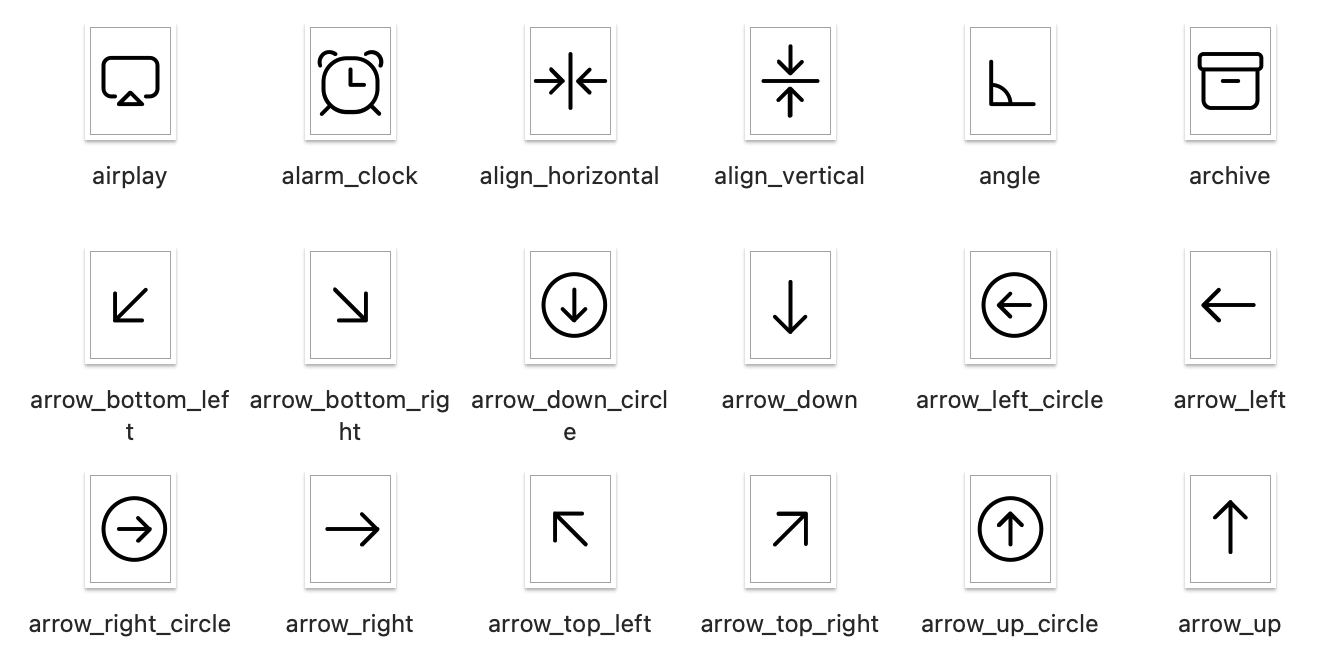 airplay
alarm_clock
align_horizontal
align_vertical
angle
archive
arrow_bottom_lef
t
arrow_bottom_rig
ht
arrow_down_circl
e
arrow_down
arrow_left_circle
arrow_left
arrow_right_circle
arrow_right
arrow_top_left
arrow_top_right
arrow_up_circle
arrow_up